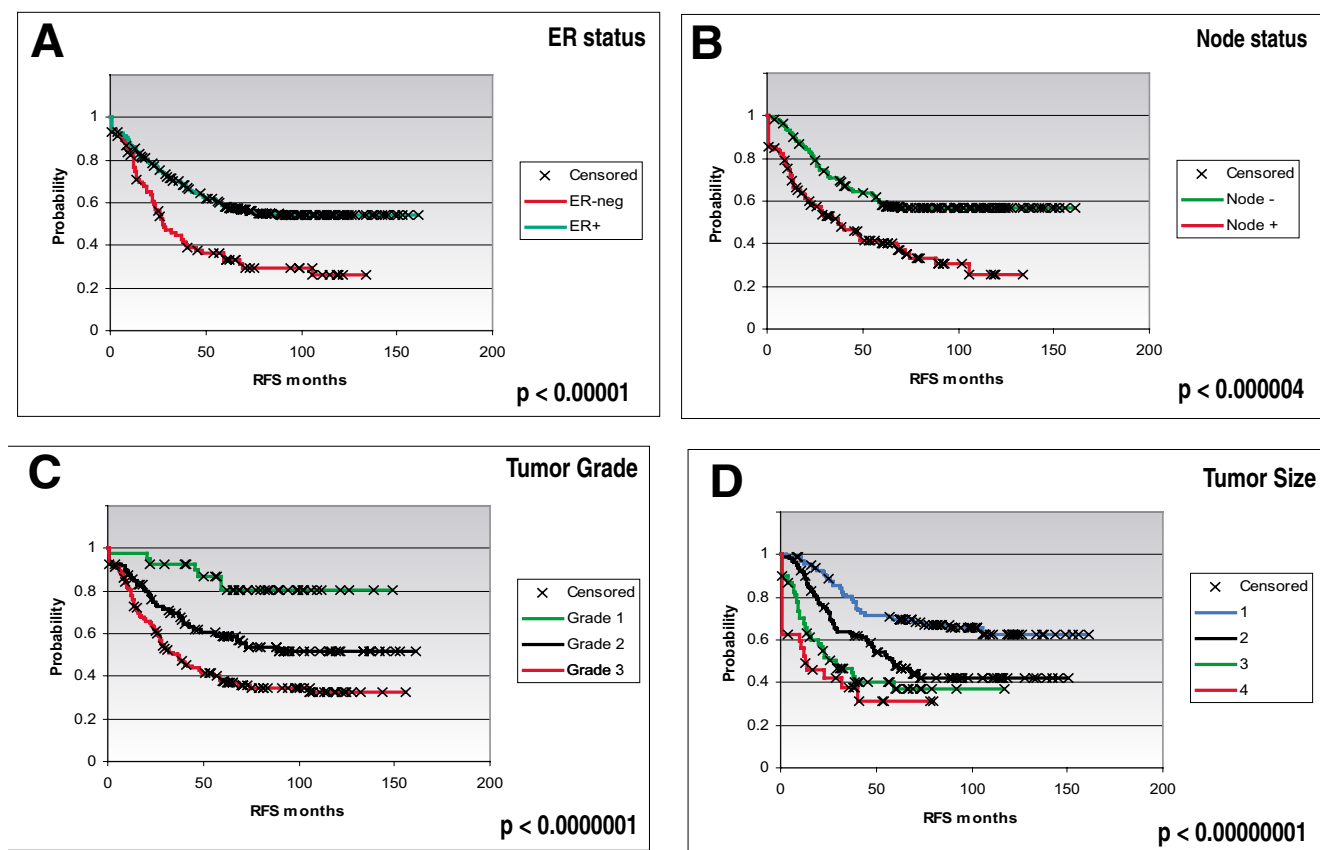 A
ER status
Probability
1
0.8
0.6
0.4
0.2
0
0
50
100
150
200
RFS months
Censored
ER-neg
ER+
p < 0.00001
B
Node status
Probability
1
0.8
0.6
0.4
0.2
0
0
50
100
150
200
RFS months
Censored
Node -
Node +
p < 0.000004
C
Tumor Grade
Probability
1
0.8
0.6
0.4
0.2
0
0
50
100
150
200
RFS months
Censored
Grade 1
Grade 2
Grade 3
p < 0.0000001
D
Tumor Size
Probability
1
0.8
0.6
0.4
0.2
0
0
50
100
150
200
RFS months
Censored
1
2
3
4
p < 0.00000001